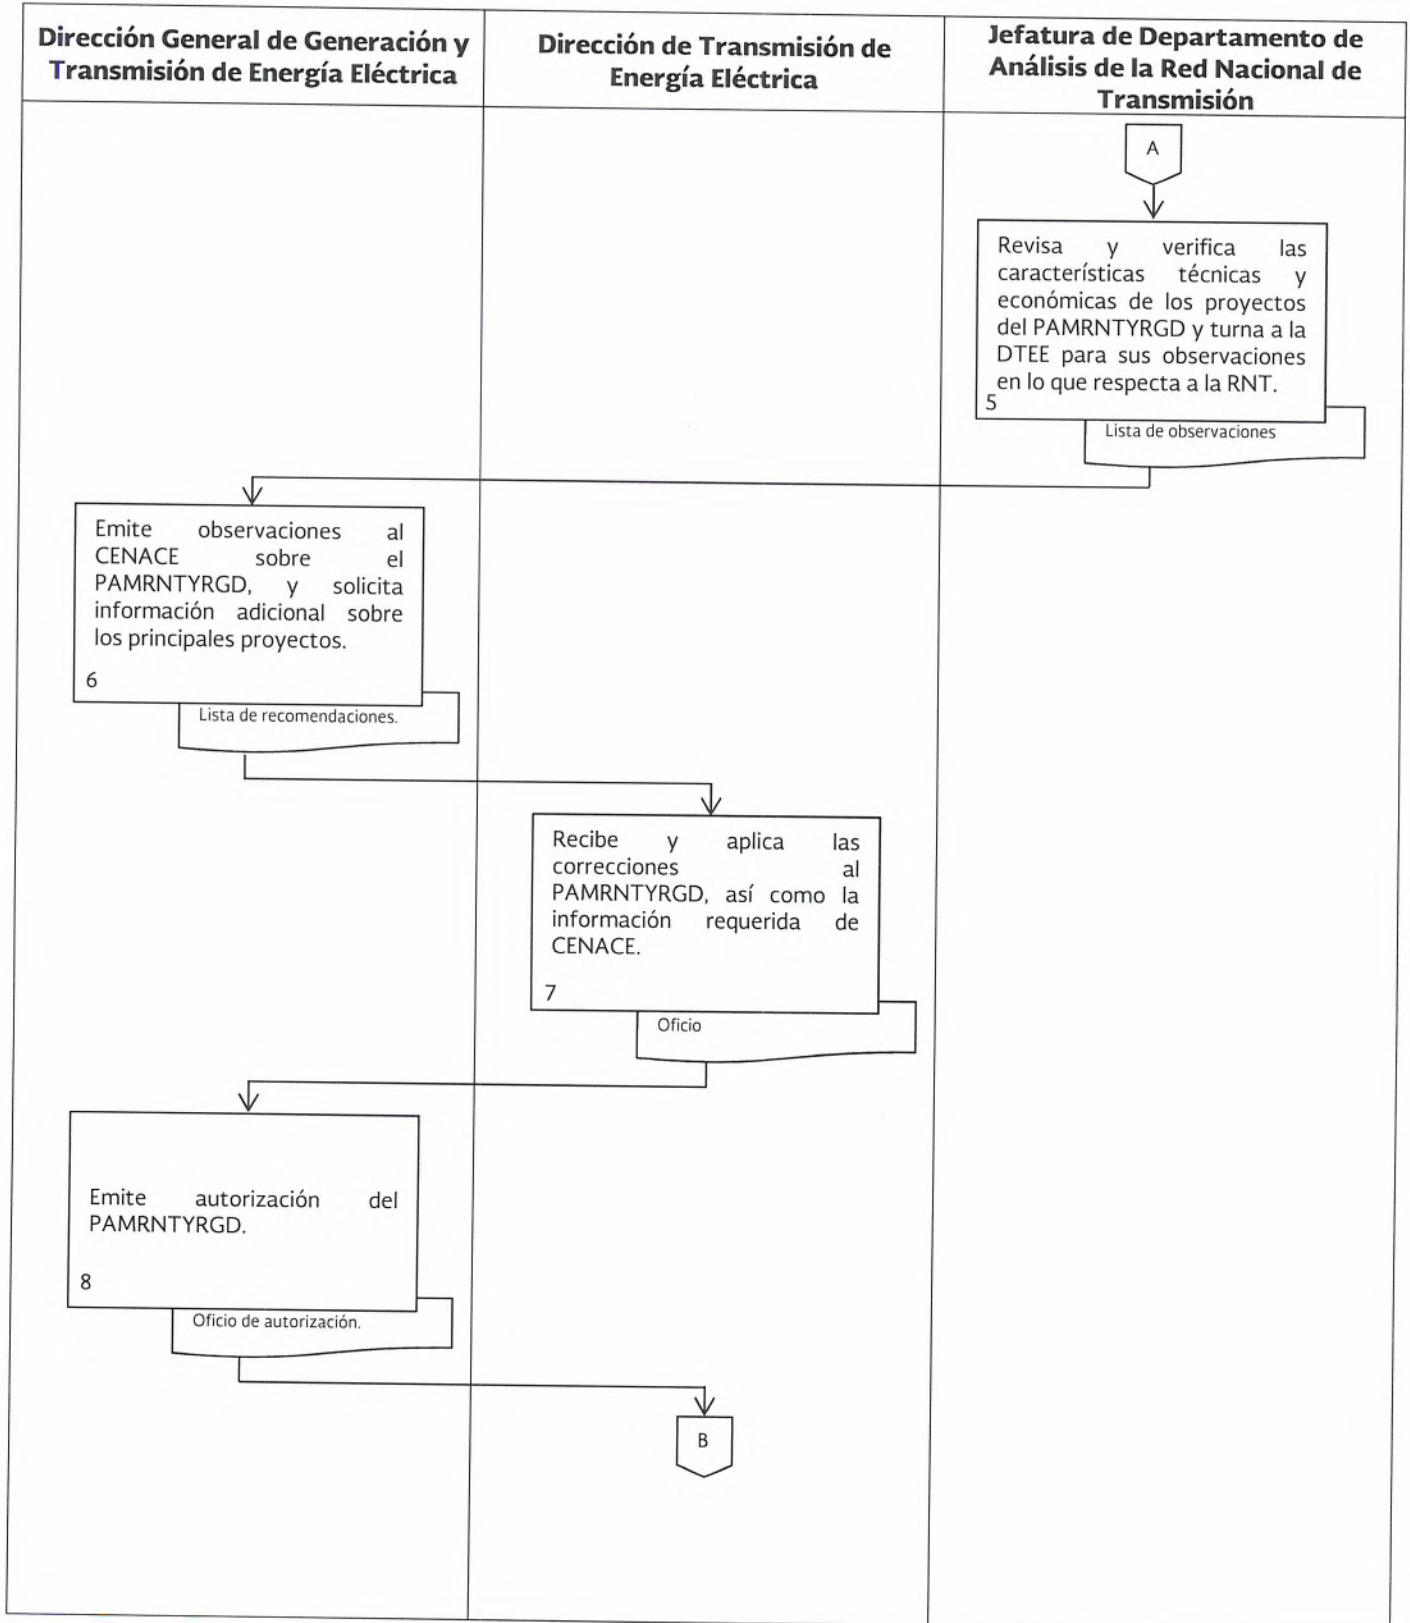 Dirección General de Generación y
Transmisión de Energía Eléctrica
Dirección de Transmisión de
Energía Eléctrica
Jefatura de Departamento de
Análisis de la Red Nacional de
Transmisión
A
Revisa y verifica las
características técnicas y
económicas de los proyectos
del PAMRNTYRGD y turna a la
DTEE para sus observaciones
en lo que respecta a la RNT.
5
Lista de observaciones
Emite observaciones al
CENACE sobre el
PAMRNTYRGD, y solicita
información adicional sobre
los principales proyectos.
6
Lista de recomendaciones.
Recibe y aplica las
correcciones al
PAMRNTYRGD, así como la
información requerida de
CENACE.
7
Oficio
Emite autorización del
PAMRNTYRGD.
8
Oficio de autorización.
B